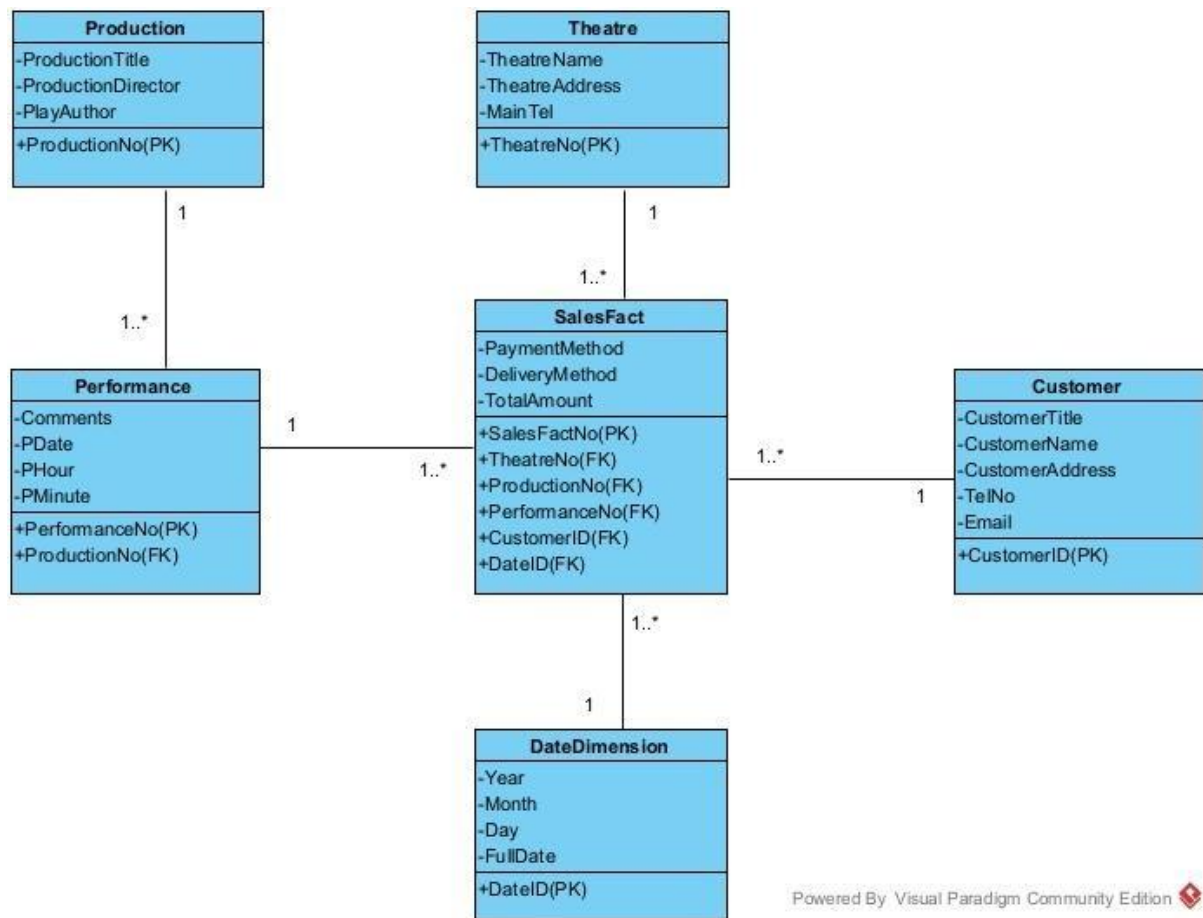 Production
-ProductionTitle
-ProductionDirector
-PlayAuthor
+ProductionNo(PK)
1
1..*
Theatre
-TheatreName
-TheatreAddress
-MainTel
+TheatreNo(PK)
1
1..*
Performance
-Comments
-PDate
-PHour
-PMinute
+PerformanceNo(PK)
+ProductionNo(FK)
1
1..*
SalesFact
-PaymentMethod
-DeliveryMethod
-TotalAmount
+SalesFactNo(PK)
+TheatreNo(FK)
+ProductionNo(FK)
+PerformanceNo(FK)
+CustomerID(FK)
+DateID(FK)
1..*
1
Customer
-CustomerTitle
-CustomerName
-CustomerAddress
-TelNo
-Email
+CustomerID(PK)
1..*
1
DateDimension
-Year
-Month
-Day
-FullDate
+DateID(PK)
Powered By Visual Paradigm Community Edition